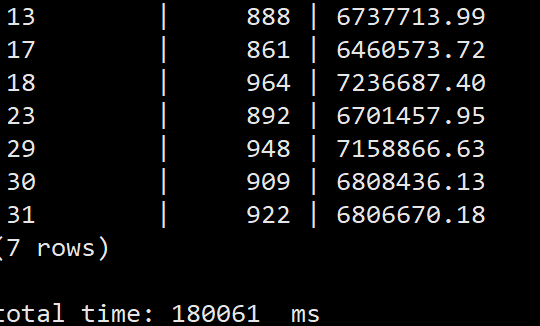 13 | 888 | 6737713.99
17 | 861 | 6460573.72
18 | 964 | 7236687.40
23 | 892 | 6701457.95
29 | 948 | 7158866.63
30 | 909 | 6808436.13
31 | 922 | 6806670.18
(7 rows)
total time: 180061 ms